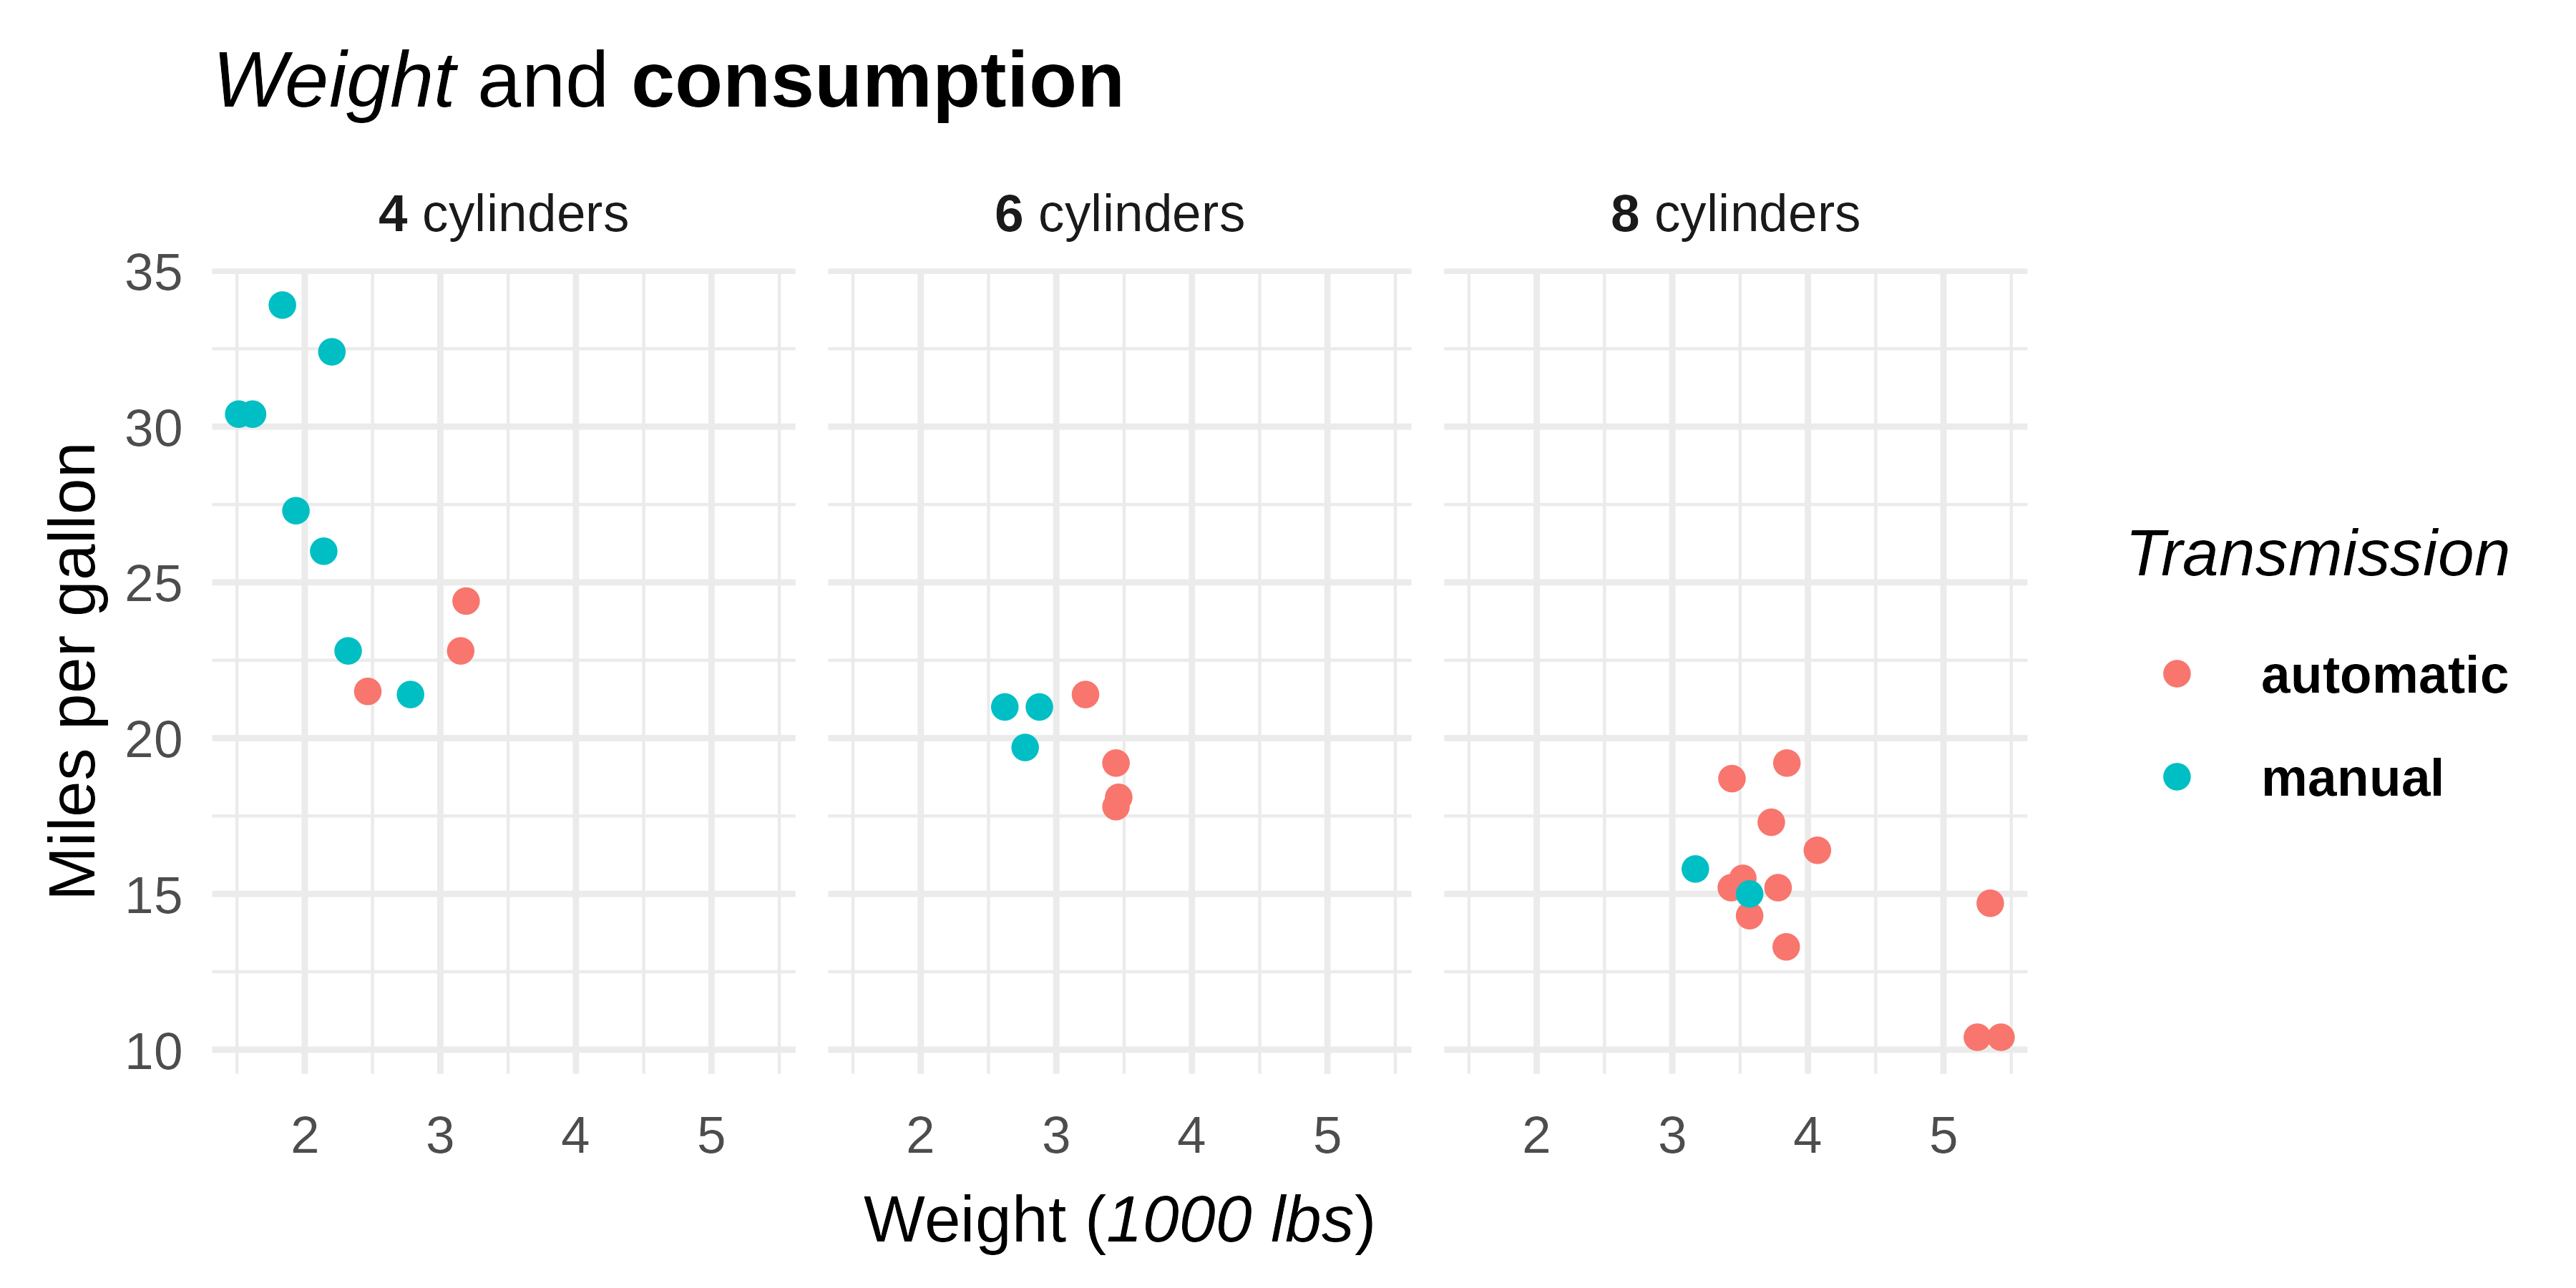 Weight and consumption
4 cylinders
6 cylinders
8 cylinders
35
30
25
20
15
10
Miles per gallon
2 3 4 5
2 3 4 5
2 3 4 5
Weight (1000 lbs)
Transmission
automatic
manual